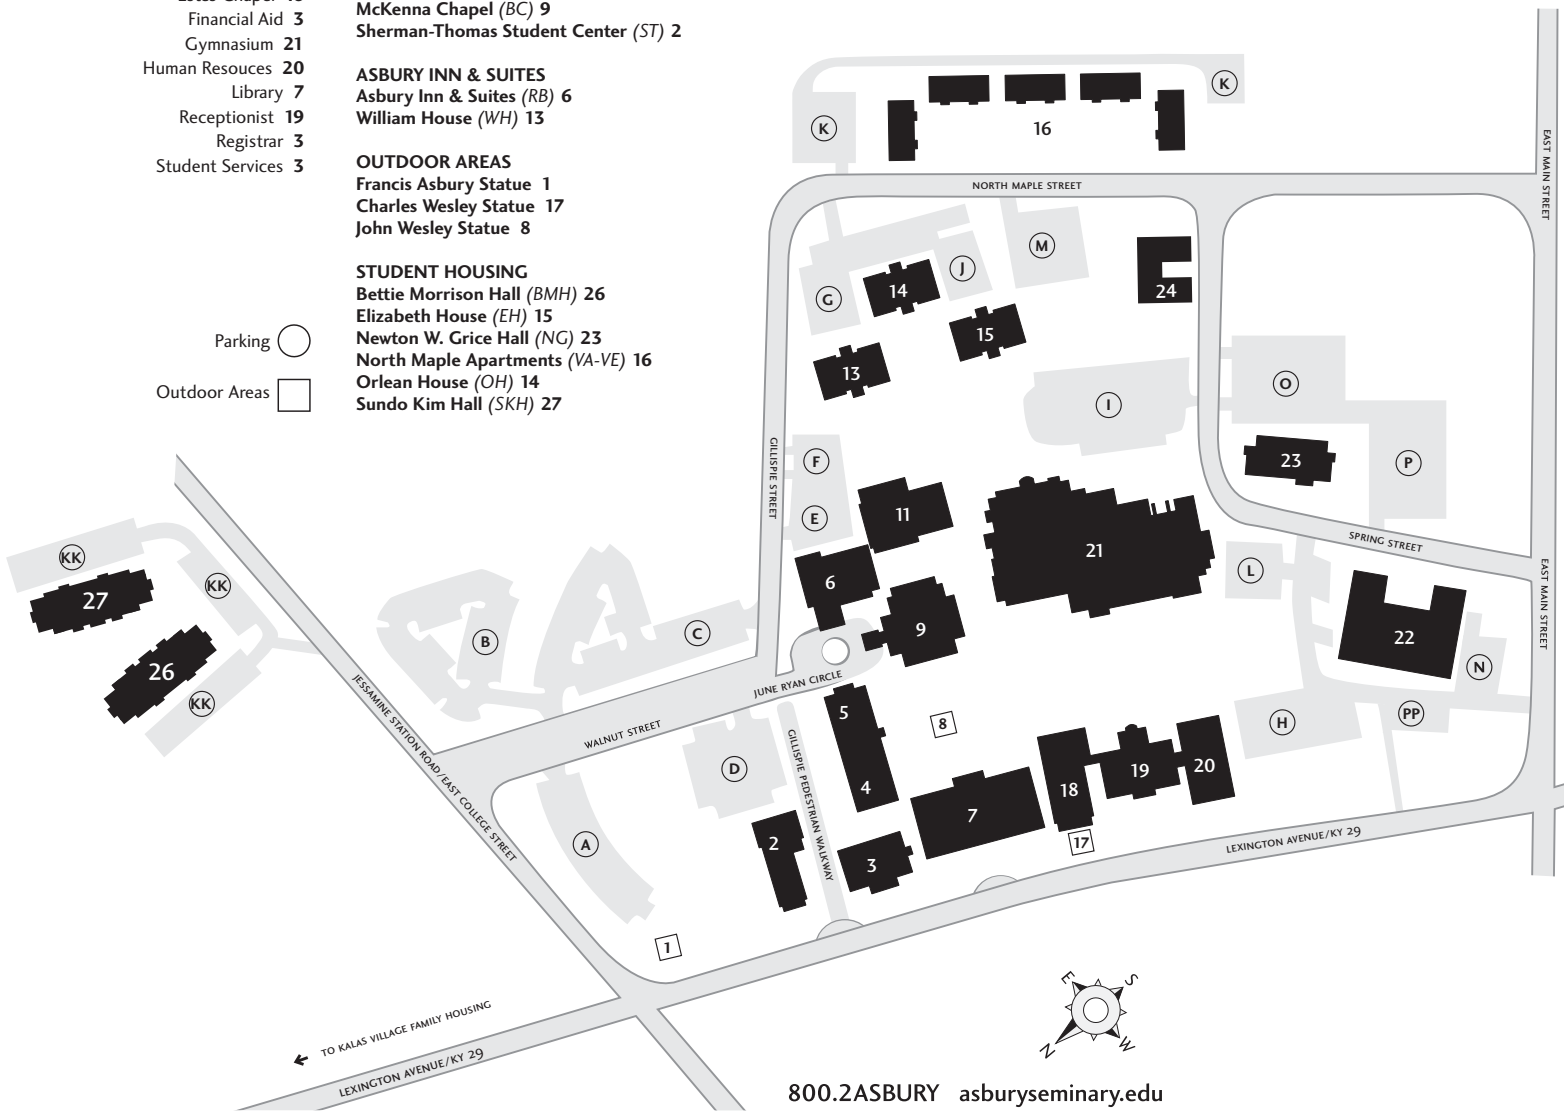 Financial Aid 3
Gymnasium 21
Human Resouces 20
Library 7
Receptionist 19
Registrar 3
Student Services 3
McKenna Chapel (BC) 9
Sherman-Thomas Student Center (ST) 2
ASBURY INN & SUITES
Asbury Inn & Suites (RB) 6
William House (WH) 13
OUTDOOR AREAS
Francis Asbury Statue 1
Charles Wesley Statue 17
John Wesley Statue 8
STUDENT HOUSING
Bettie Morrison Hall (BMH) 26
Elizabeth House (EH) 15
Newton W. Grice Hall (NG) 23
North Maple Apartments (VA-VE) 16
Orlean House (OH) 14
Sundo Kim Hall (SKH) 27
Parking
Outdoor Areas
K
K
16
NORTH MAPLE STREET
EAST MAIN STREET
M
J
G
14
24
15
13
I
O
GILLISPIE STREET
F
23
P
E
11
SPRING STREET
21
L
EAST MAIN STREET
KK
KK
27
6
B
C
9
22
N
26
KK
JUNE RYAN CIRCLE
JESSAMINE STATION ROAD/EAST COLLEGE STREET
WALNUT STREET
GILLISPIE PEDESTRIAN WALKWAY
5
8
H
PP
D
4
18
19
20
7
A
2
3
17
LEXINGTON AVENUE/KY 29
1
E
S
N
W
TO KALAS VILLAGE FAMILY HOUSING
LEXINGTON AVENUE/KY 29
800.2ASBURY asburyseminary.edu